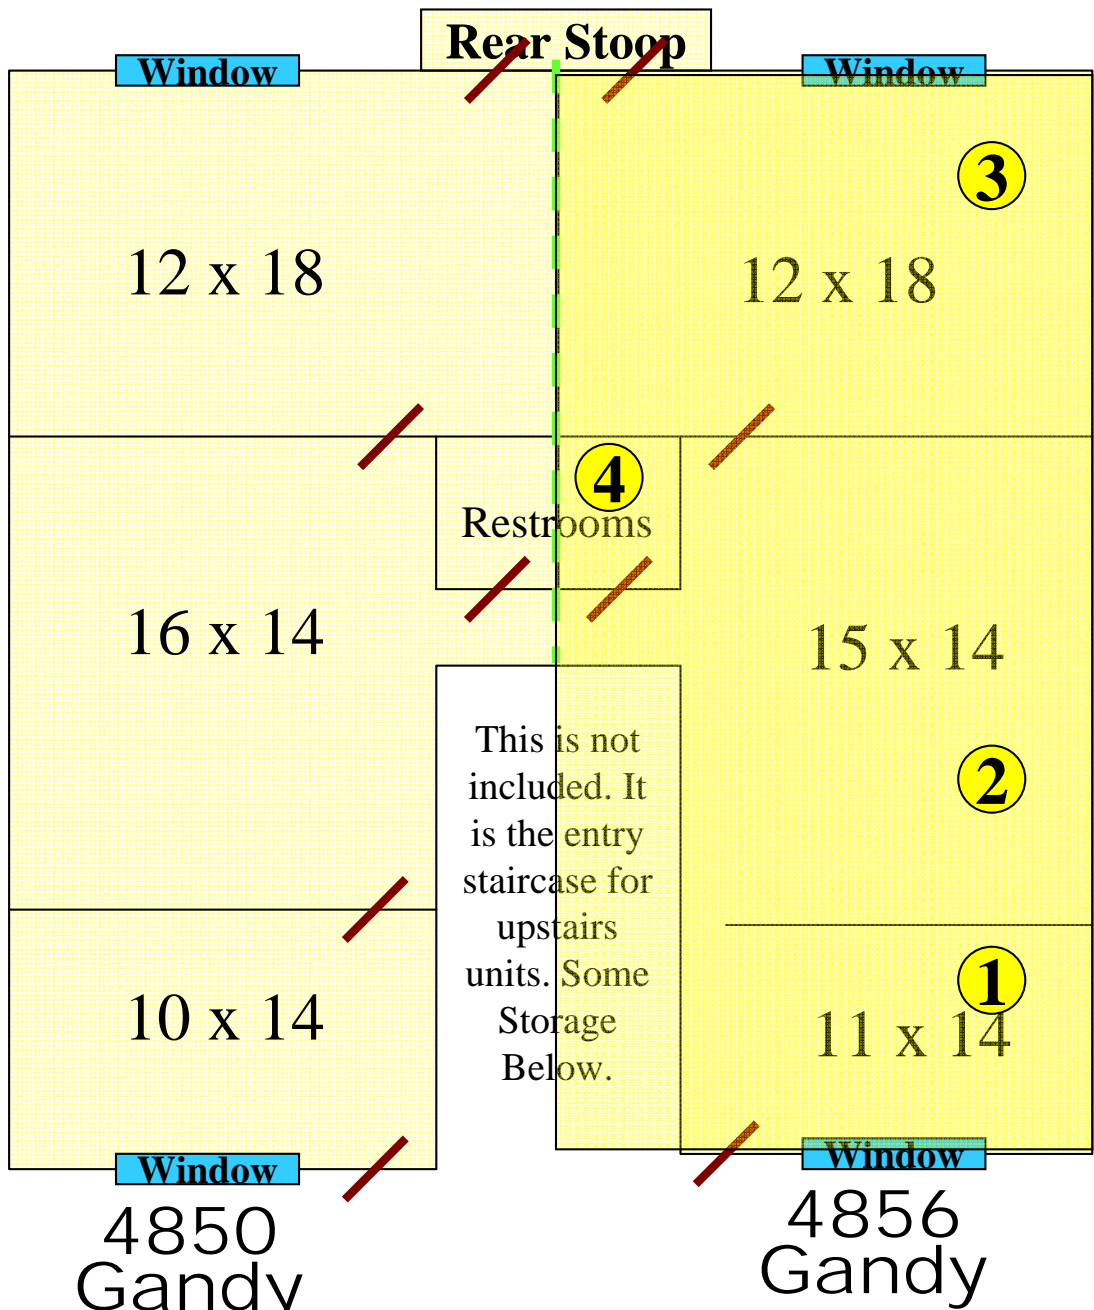 Rear Stoop
Window
Window
3
12 x 18
12 x 18
4
Restrooms
16 x 14
15 x 14
This is not
included. It
is the entry
staircase for
upstairs
units. Some
Storage
Below.
2
1
10 x 14
11 x 14
Window
Window
4850
Gandy
4856
Gandy